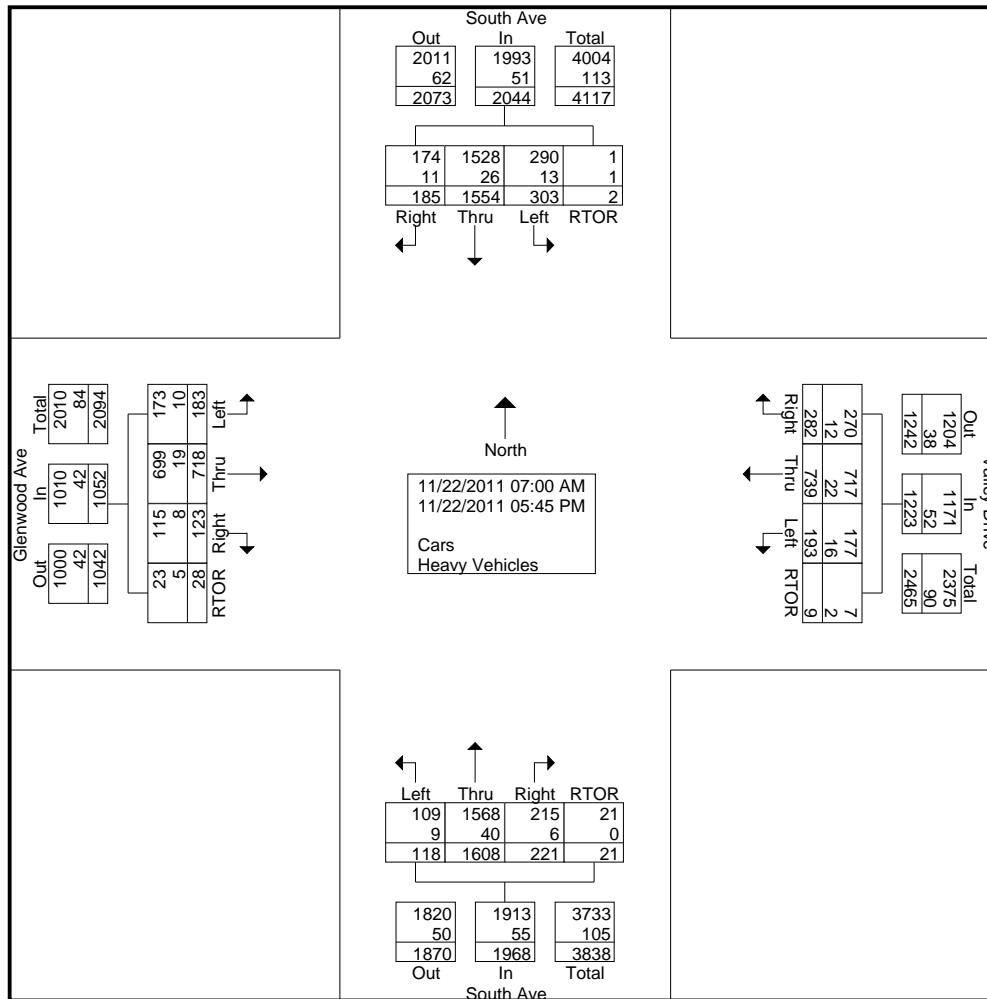 South Ave
Out In Total
2011 1993 4004
62 51 113
2073 2044 4117
174 1528 290 1
11 26 13 1
185 1554 303 2
Right Thru Left RTOR
Glenwood Ave
Total In Out
2010 1010 1000
84 42 42
2094 1052 1042
173 699 115 23
10 19 8 5
183 718 123 28
Left Thru Right RTOR
North
11/22/2011 07:00 AM
11/22/2011 05:45 PM
Cars
Heavy Vehicles
Valley Drive
Out In Total
1204 1171 2375
38 52 90
1242 1223 2465
270 717 177 7
12 22 16 2
282 739 193 9
Right Thru Left RTOR
Left Thru Right RTOR
109 1568 215 21
9 40 6 0
118 1608 221 21
1820 1913 3733
50 55 105
1870 1968 3838
Out In Total
South Ave